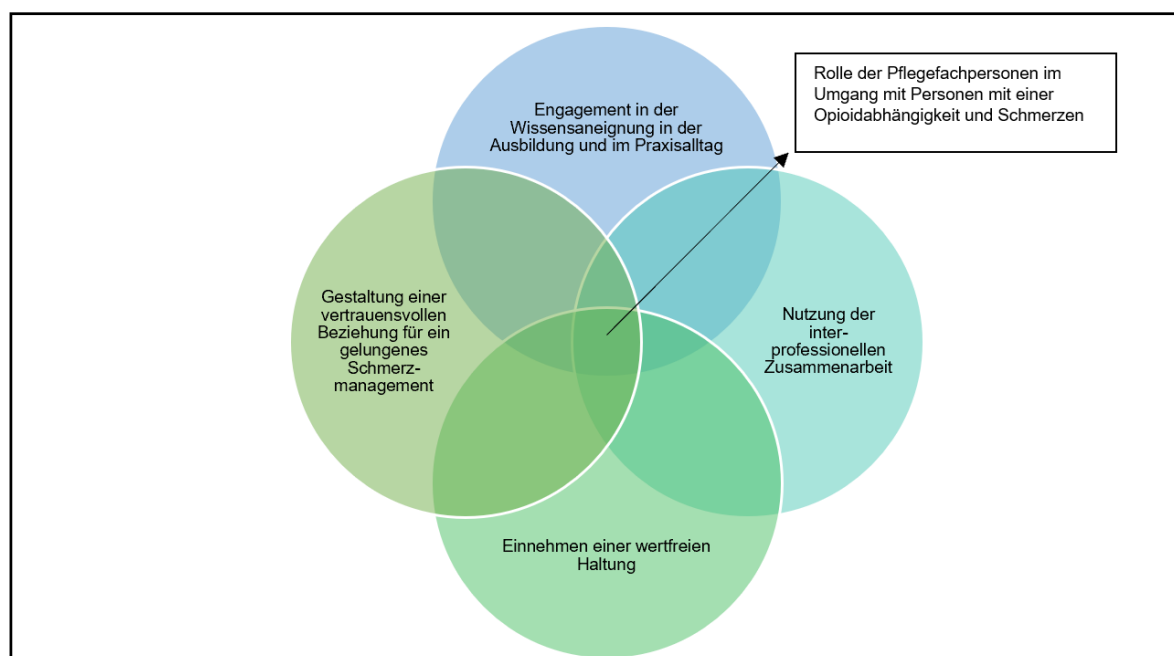 Engagement in der
Wissensaneignung in der
Ausbildung und im Praxisalltag
Rolle der Pflegefachpersonen im
Umgang mit Personen mit einer
Opioidabhängigkeit und Schmerzen
Gestaltung einer
vertrauensvollen
Beziehung für ein
gelungenes
Schmerz-
management
Nutzung der
inter-
professionellen
Zusammenarbeit
Einnehmen einer wertfreien
Haltung